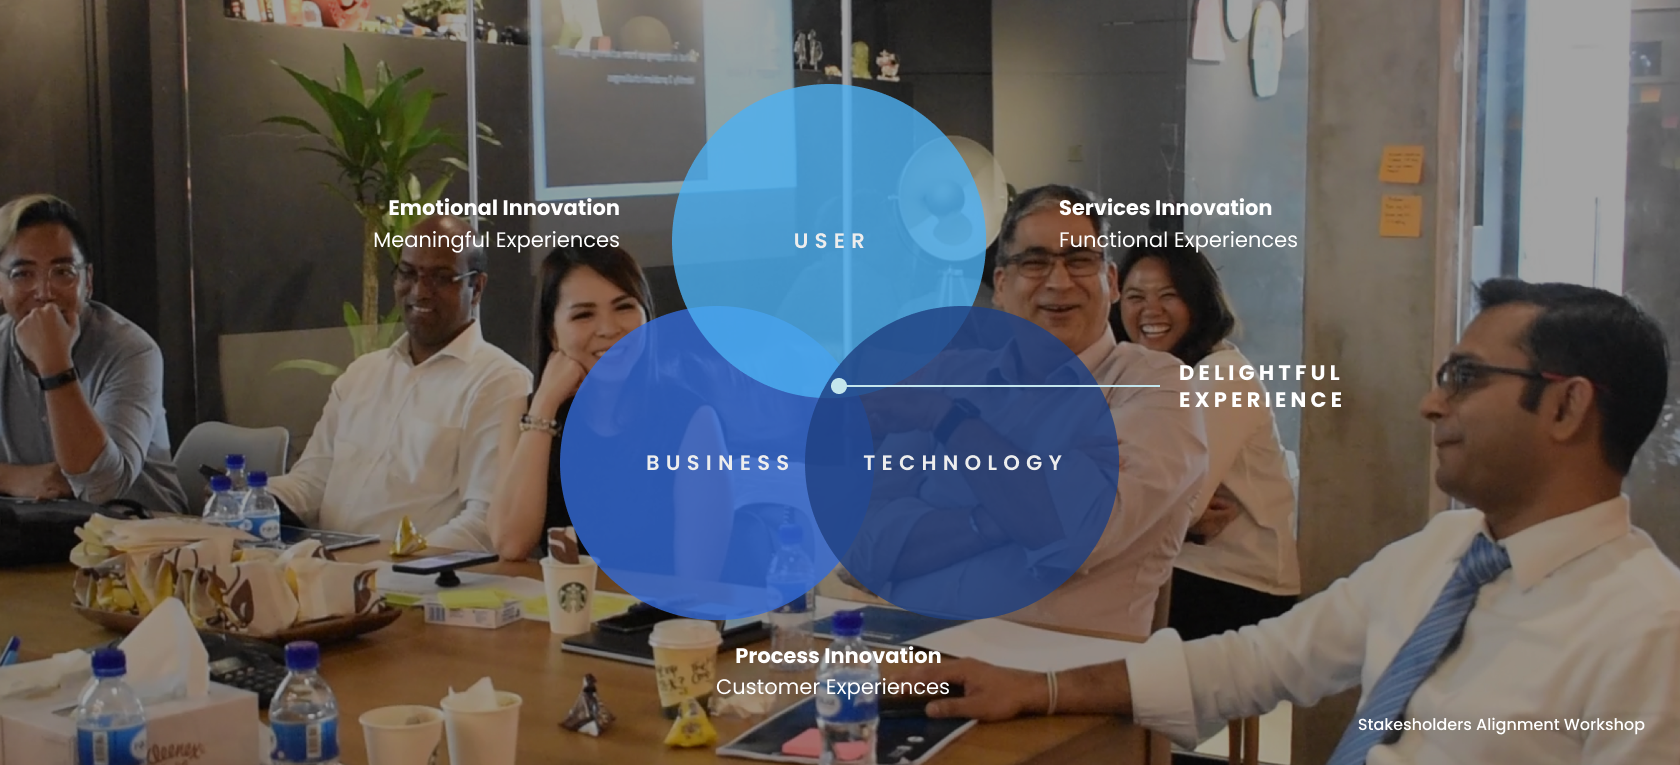 Emotional Innovation
Meaningful Experiences
USER
Services Innovation
Functional Experiences
DELIGHTFUL
EXPERIENCE
BUSINESS
TECHNOLOGY
Process Innovation
Customer Experiences
Stakesholders Alignment Workshop
Kleenex